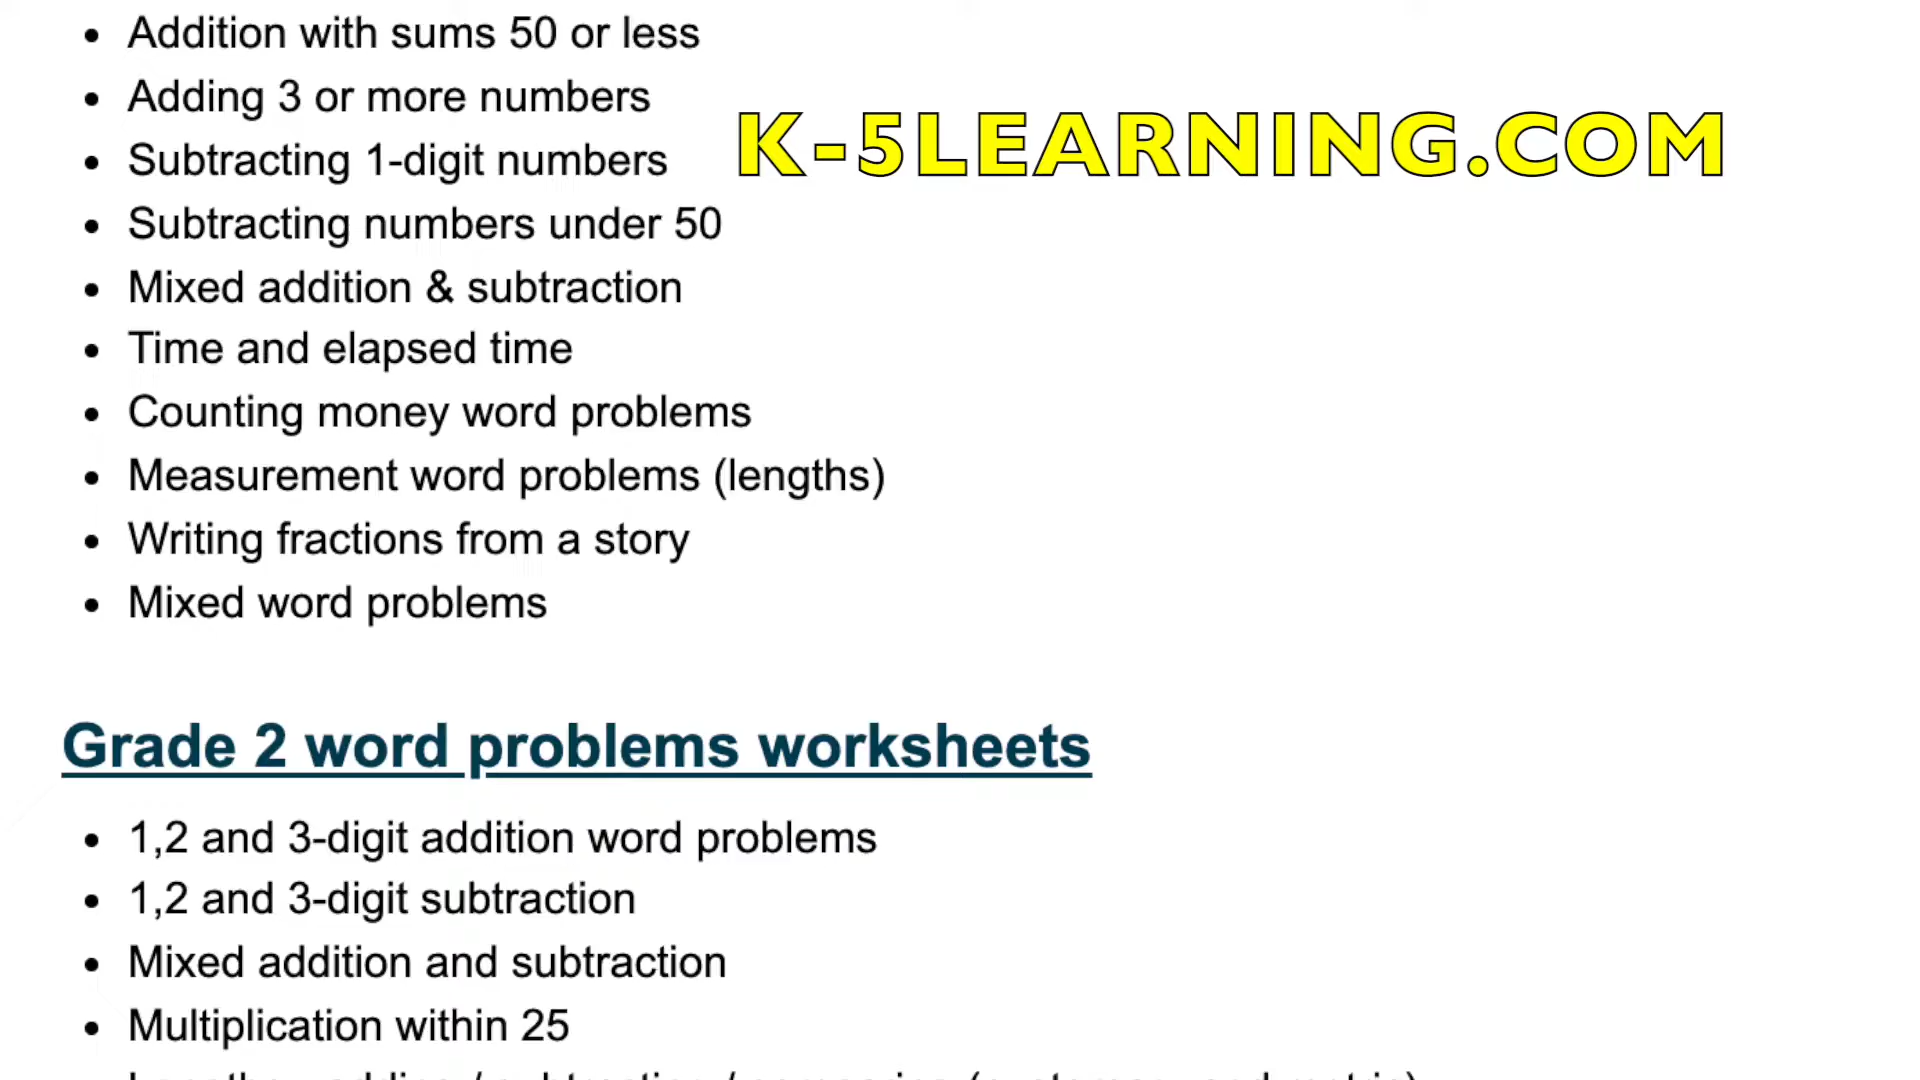 Addition with sums 50 or less
Adding 3 or more numbers
K-5LEARNING.COM
Subtracting 1-digit numbers
Subtracting numbers under 50
Mixed addition & subtraction
Time and elapsed time
Counting money word problems
Measurement word problems (lengths)
Writing fractions from a story
Mixed word problems
Grade 2 word problems worksheets
1,2 and 3-digit addition word problems
1,2 and 3-digit subtraction
Mixed addition and subtraction
Multiplication within 25